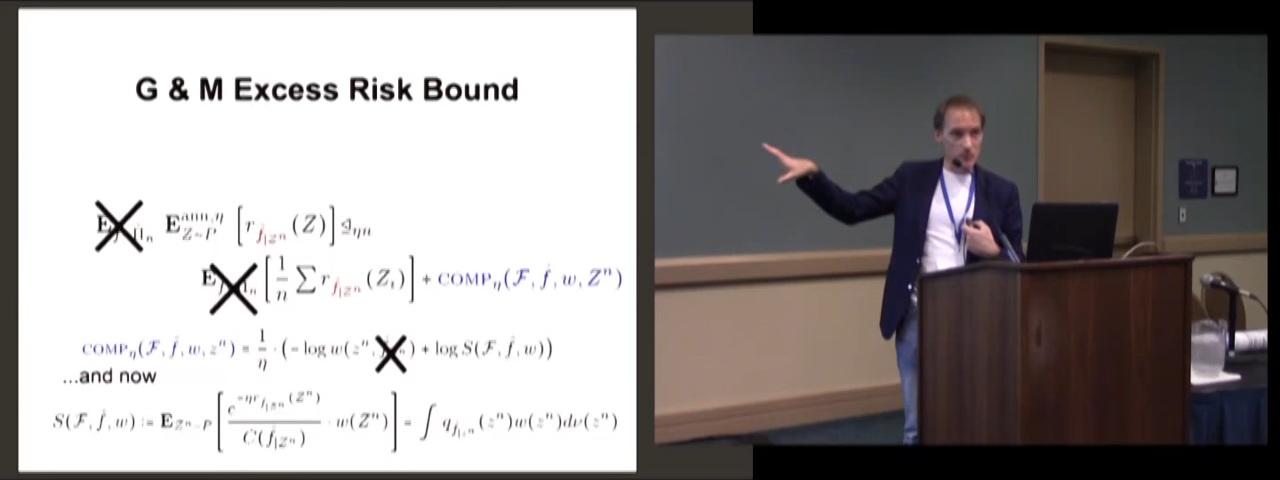 G & M Excess Risk Bound
E^{ann,η}_{Z∼P} [r_{f̂|Z^n}(Z)] ⊴_{ηn}
[1/n ∑ r_{f̂|Z^n}(Z_i)] + COMP_η(F, f̂, w, Z^n)
COMP_η(F, f̂, w, z^n) = 1/η · (− log w(z^n, ) + log S(F, f̂, w))
...and now
S(F, f̂, w) := E_{Z^n∼P} [e^{−ηr_{f̂|Z^n}(Z^n)} / C(f̂|Z^n) · w(Z^n)] = ∫ q_{f̂|z^n}(z^n)w(z^n)dν(z^n)